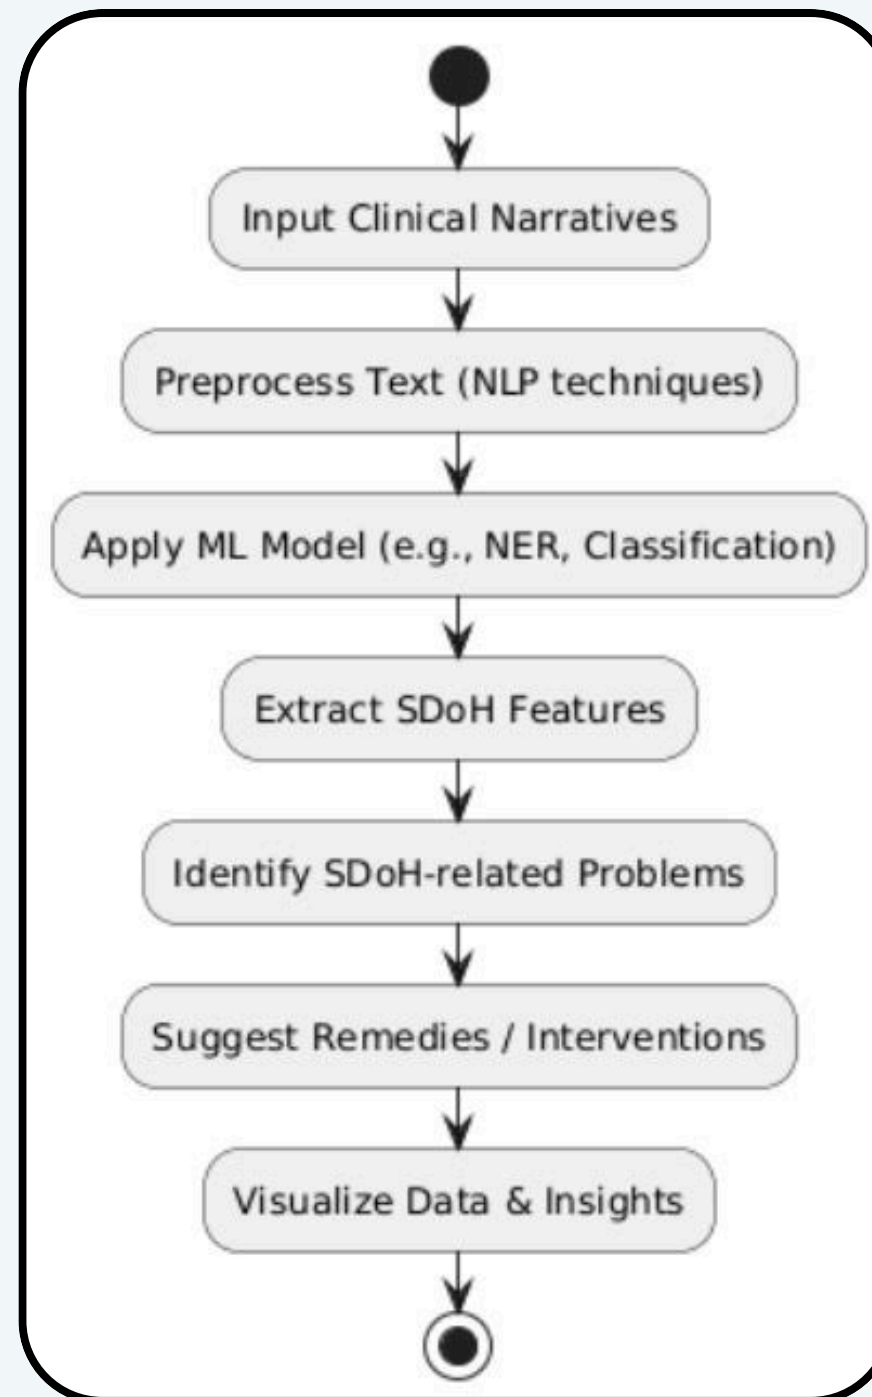 Input Clinical Narratives
Preprocess Text (NLP techniques)
Apply ML Model (e.g., NER, Classification)
Extract SDoH Features
Identify SDoH-related Problems
Suggest Remedies / Interventions
Visualize Data & Insights